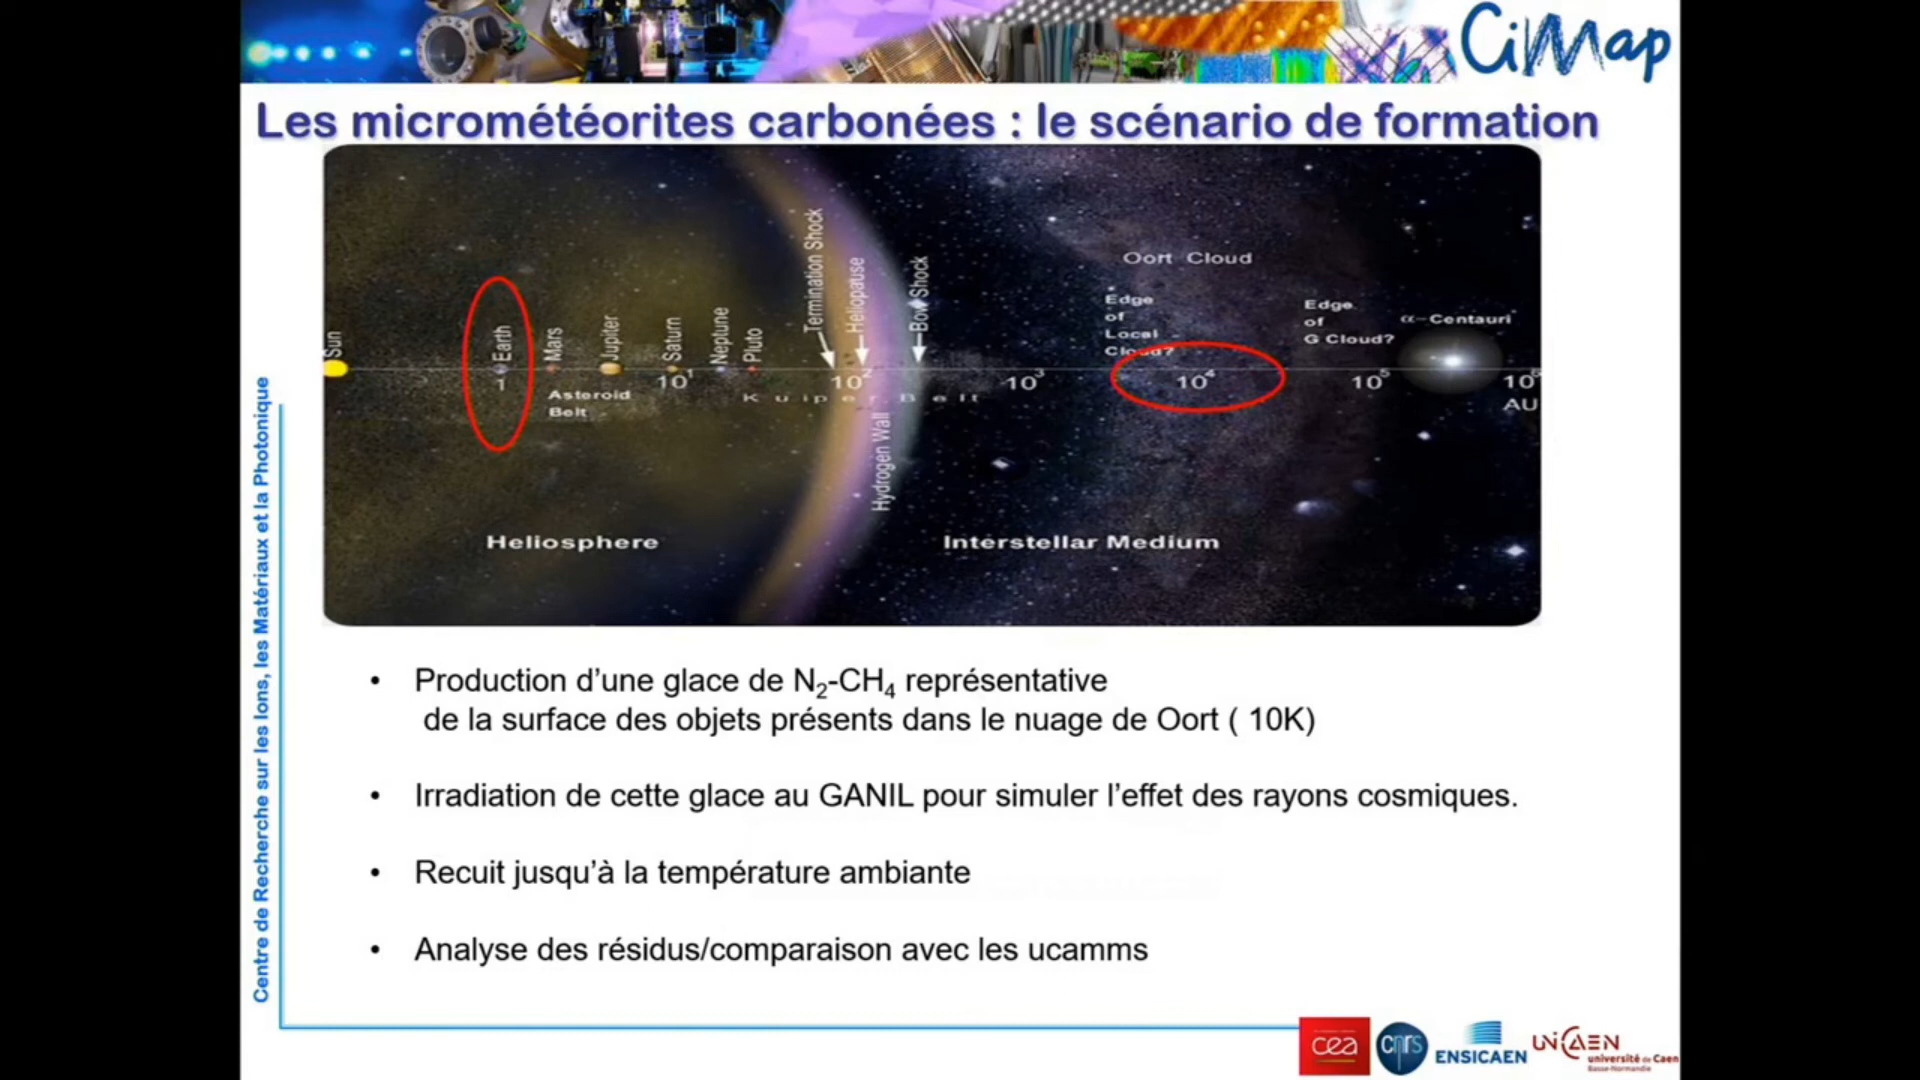 CiMap
Les micrométéorites carbonées : le scénario de formation
Sun
Earth
Mars
Jupiter
Saturn
Neptune
Pluto
Termination Shock
Heliopause
Bow Shock
Oort Cloud
Edge
of
Local
Cloud?
Edge
of
G Cloud?
α-Centauri
1
10¹
10²
10³
10⁴
10⁵
10⁶
AU
Asteroid
Belt
Kuiper Belt
Hydrogen Wall
Heliosphere
Interstellar Medium
Centre de Recherche sur les Ions, les Matériaux et la Photonique
• Production d’une glace de N₂-CH₄ représentative
de la surface des objets présents dans le nuage de Oort ( 10K)
• Irradiation de cette glace au GANIL pour simuler l’effet des rayons cosmiques.
• Recuit jusqu’à la température ambiante
• Analyse des résidus/comparaison avec les ucamms
cea
cnrs
ENSICAEN
UNICAEN
université de Caen
Basse-Normandie